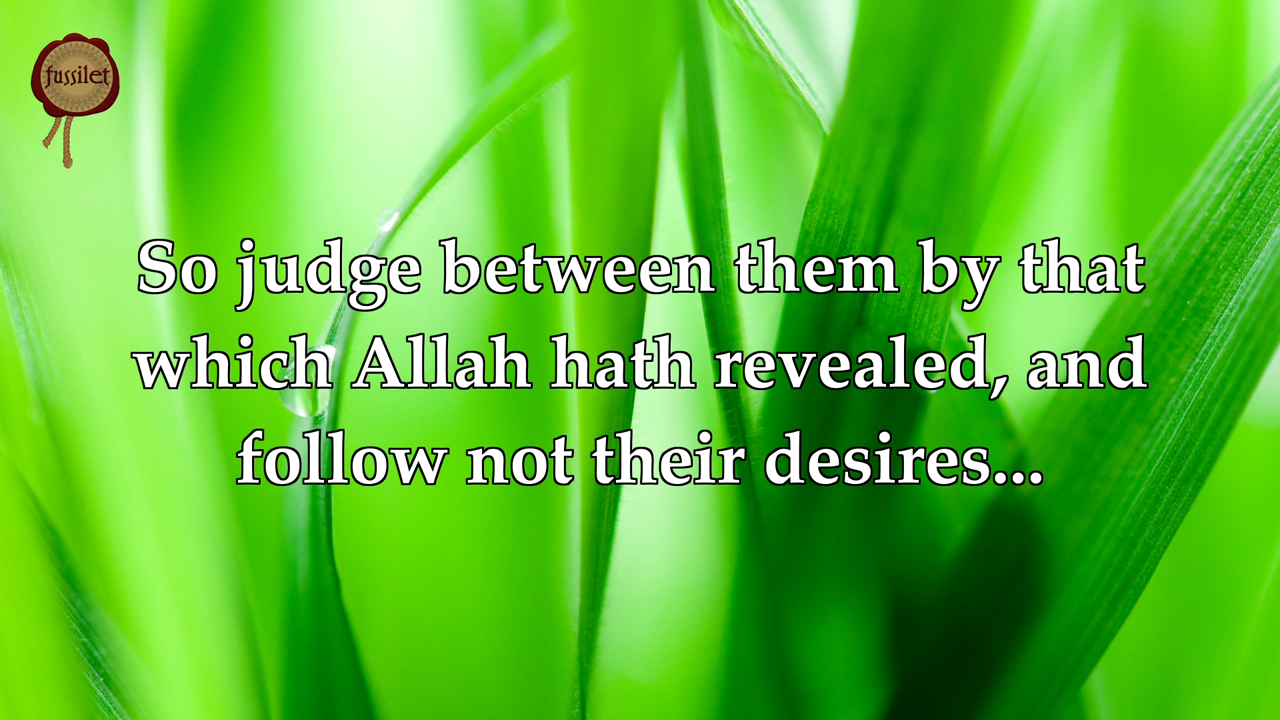 fussilet
So judge between them by that
which Allah hath revealed, and
follow not their desires...